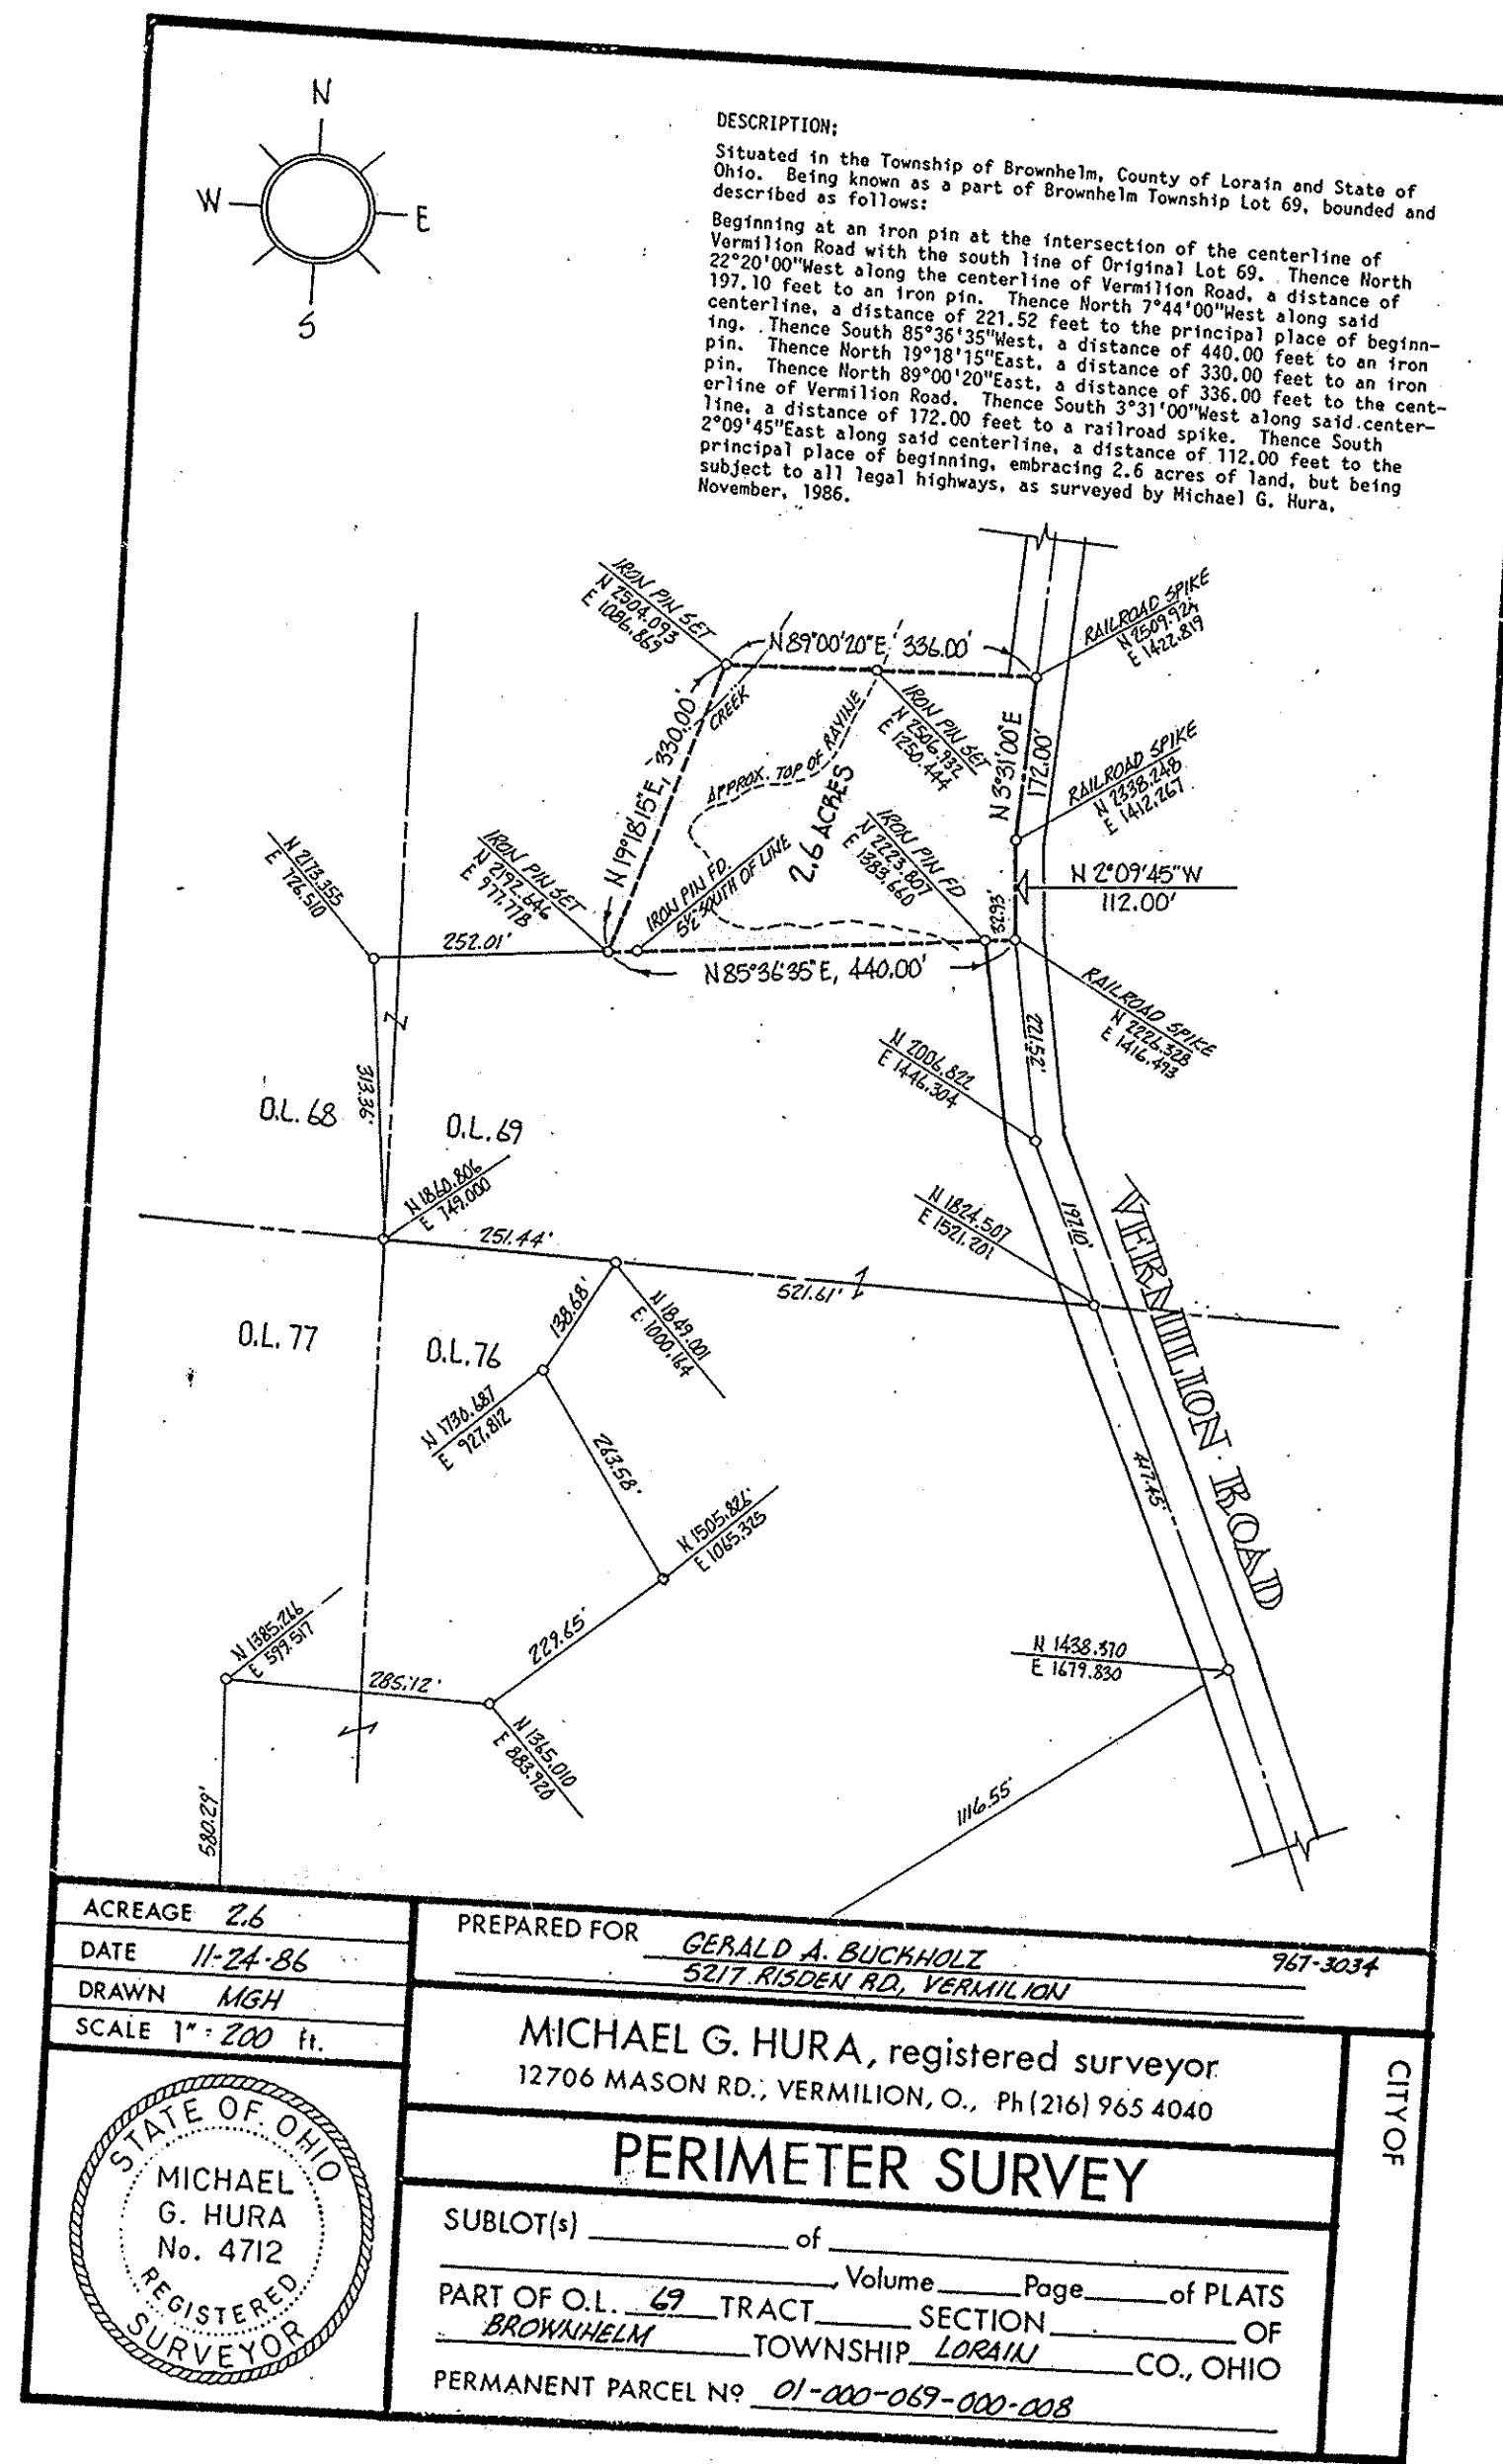 N
W
E
S
DESCRIPTION:
Situated in the Township of Brownhelm, County of Lorain and State of
Ohio. Being known as a part of Brownhelm Township Lot 69, bounded and
described as follows:
Beginning at an iron pin at the intersection of the centerline of
Vermilion Road with the south line of Original Lot 69. Thence North
22°20'00"West along the centerline of Vermilion Road, a distance of
197.10 feet to an iron pin. Thence North 7°44'00"West along said
centerline, a distance of 221.52 feet to the principal place of beginn-
ing. Thence South 85°36'35"West, a distance of 440.00 feet to an iron
pin. Thence North 19°18'15"East, a distance of 330.00 feet to an iron
pin. Thence North 89°00'20"East, a distance of 336.00 feet to the cent-
erline of Vermilion Road. Thence South 3°31'00"West along said center-
line, a distance of 172.00 feet to a railroad spike. Thence South
2°09'45"East along said centerline, a distance of 112.00 feet to the
principal place of beginning, embracing 2.6 acres of land, but being
subject to all legal highways, as surveyed by Michael G. Hura,
November, 1986.
IRON PIN SET
N 2504.093
E 1086.869
N89°00'20"E, 336.00'
RAILROAD SPIKE
N 2509.924
E 1422.819
CREEK
N19°18'15"E, 330.00'
APPROX. TOP OF RAVINE
IRON PIN SET
N 2506.932
E 1250.444
N 3°31'00"E
172.00'
RAILROAD SPIKE
N 2338.248
E 1412.267
2.6 ACRES
IRON PIN FD
N 2223.807
E 1383.660
N 2°09'45"W
112.00'
N 2173.355
E 726.510
IRON PIN SET
N 2192.646
E 977.778
IRON PIN FD.
5½" SOUTH OF LINE
32.93'
252.01'
N85°36'35"E, 440.00'
RAILROAD SPIKE
N 2226.328
E 1416.493
221.52'
N 2006.822
E 1446.304
313.36'
O.L. 68
O.L. 69
N 1860.806
E 749.000
251.44'
521.61'
N 1824.507
E 1521.201
197.10'
VERMILION ROAD
O.L. 77
O.L. 76
138.68'
N 1849.001
E 1000.164
N 1730.687
E 927.812
263.58'
417.45'
N 1505.826
E 1065.325
229.65'
N 1385.266
E 599.517
285.12'
N 1438.370
E 1679.830
N 1365.010
E 883.920
580.29'
1116.55'
ACREAGE 2.6
DATE 11-24-86
DRAWN MGH
SCALE 1" = 200 ft.
PREPARED FOR GERALD A. BUCKHOLZ 967-3034
5217 RISDEN RD., VERMILION
MICHAEL G. HURA, registered surveyor
12706 MASON RD., VERMILION, O., Ph (216) 965 4040
CITY OF
PERIMETER SURVEY
STATE OF OHIO
MICHAEL
G. HURA
No. 4712
REGISTERED
SURVEYOR
SUBLOT(s) of
, Volume Page of PLATS
PART OF O.L. 69 TRACT SECTION OF
BROWNHELM TOWNSHIP LORAIN CO., OHIO
PERMANENT PARCEL Nº 01-000-069-000-008